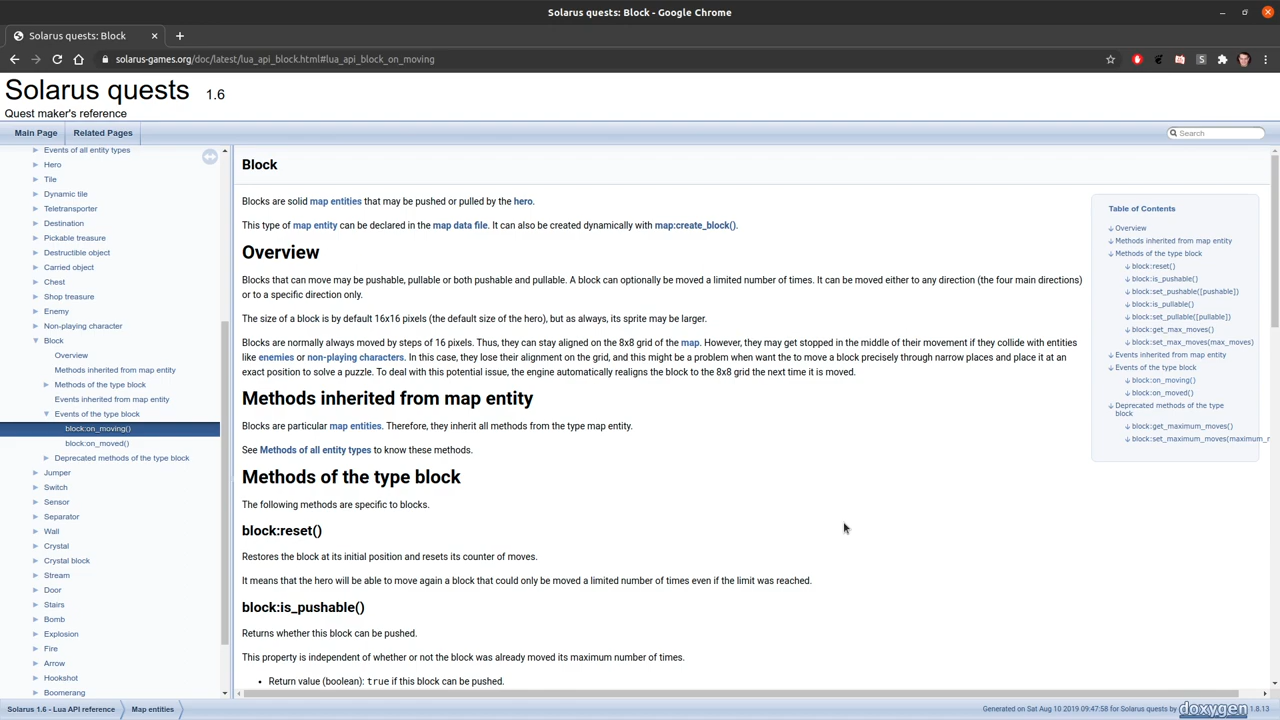 Solarus quests: Block - Google Chrome
Solarus quests: Block
solarus-games.org/doc/latest/lua_api_block.html#lua_api_block_on_moving
Solarus quests 1.6
Quest maker's reference
Main Page
Related Pages
Search
Events of all entity types
Hero
Tile
Dynamic tile
Teletransporter
Destination
Pickable treasure
Destructible object
Carried object
Chest
Shop treasure
Enemy
Non-playing character
Block
Overview
Methods inherited from map entity
Methods of the type block
Events inherited from map entity
Events of the type block
block:on_moving()
block:on_moved()
Deprecated methods of the type block
Jumper
Switch
Sensor
Separator
Wall
Crystal
Crystal block
Stream
Door
Stairs
Bomb
Explosion
Fire
Arrow
Hookshot
Boomerang
Block
Blocks are solid map entities that may be pushed or pulled by the hero.
This type of map entity can be declared in the map data file. It can also be created dynamically with map:create_block().
Overview
Blocks that can move may be pushable, pullable or both pushable and pullable. A block can optionally be moved a limited number of times. It can be moved either to any direction (the four main directions)
or to a specific direction only.
The size of a block is by default 16x16 pixels (the default size of the hero), but as always, its sprite may be larger.
Blocks are normally always moved by steps of 16 pixels. Thus, they can stay aligned on the 8x8 grid of the map. However, they may get stopped in the middle of their movement if they collide with entities
like enemies or non-playing characters. In this case, they lose their alignment on the grid, and this might be a problem when want the to move a block precisely through narrow places and place it at an
exact position to solve a puzzle. To deal with this potential issue, the engine automatically realigns the block to the 8x8 grid the next time it is moved.
Methods inherited from map entity
Blocks are particular map entities. Therefore, they inherit all methods from the type map entity.
See Methods of all entity types to know these methods.
Methods of the type block
The following methods are specific to blocks.
block:reset()
Restores the block at its initial position and resets its counter of moves.
It means that the hero will be able to move again a block that could only be moved a limited number of times even if the limit was reached.
block:is_pushable()
Returns whether this block can be pushed.
This property is independent of whether or not the block was already moved its maximum number of times.
• Return value (boolean): true if this block can be pushed.
Table of Contents
↓ Overview
↓ Methods inherited from map entity
↓ Methods of the type block
↓ block:reset()
↓ block:is_pushable()
↓ block:set_pushable([pushable])
↓ block:is_pullable()
↓ block:set_pullable([pullable])
↓ block:get_max_moves()
↓ block:set_max_moves(max_moves)
↓ Events inherited from map entity
↓ Events of the type block
↓ block:on_moving()
↓ block:on_moved()
↓ Deprecated methods of the type
block
↓ block:get_maximum_moves()
↓ block:set_maximum_moves(maximum_r
Solarus 1.6 - Lua API reference
Map entities
Generated on Sat Aug 10 2019 09:47:58 for Solarus quests by doxygen 1.8.13